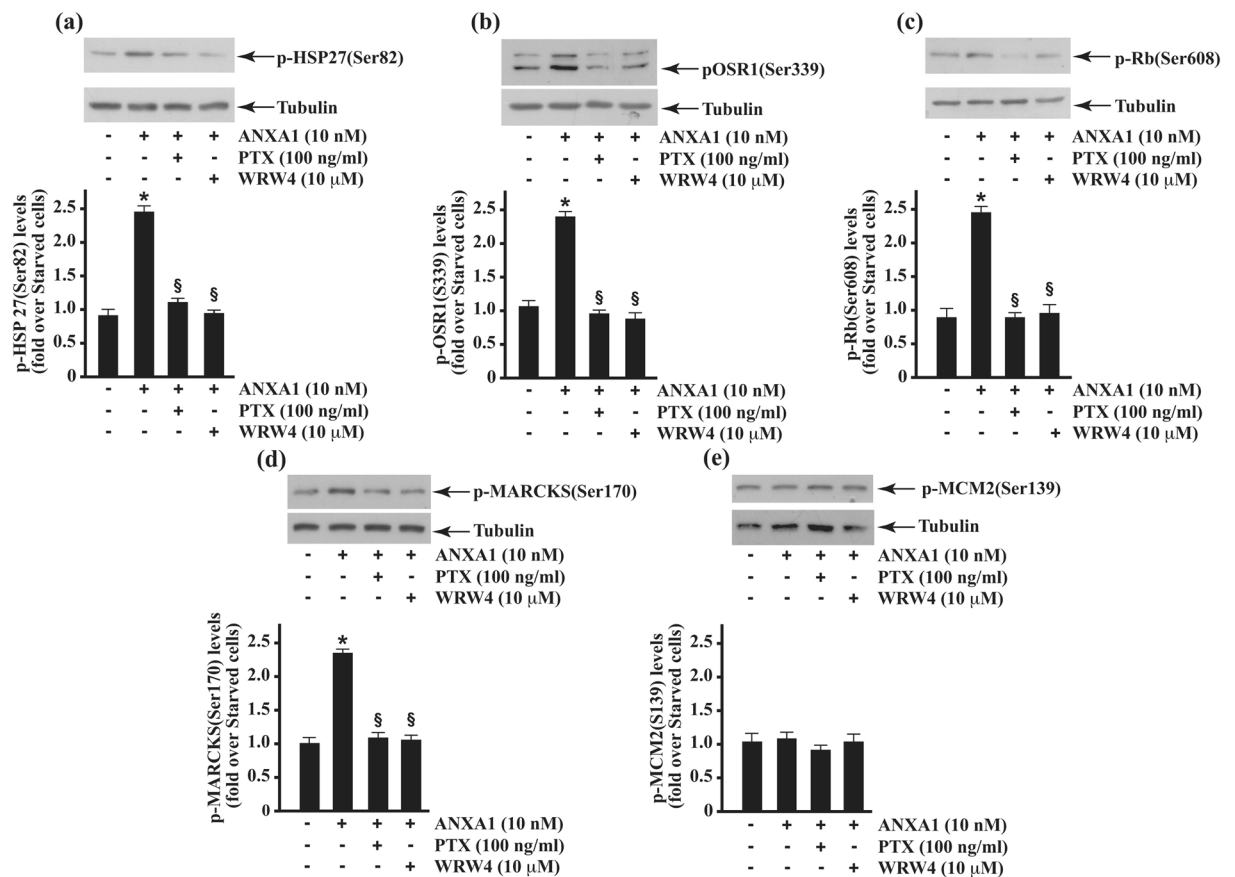 (a)
p-HSP27(Ser82)
Tubulin
- + + + ANXA1 (10 nM)
- - + - PTX (100 ng/ml)
- - - + WRW4 (10 μM)
p-HSP 27(Ser82) levels
(fold over Starved cells)
2.5
2.0
1.5
1.0
0.5
0
*
§
§
- + + + ANXA1 (10 nM)
- - + - PTX (100 ng/ml)
- - - + WRW4 (10 μM)
(b)
pOSR1(Ser339)
Tubulin
- + + + ANXA1 (10 nM)
- - + - PTX (100 ng/ml)
- - - + WRW4 (10 μM)
p-OSR1(S339) levels
(fold over Starved cells)
2.5
2.0
1.5
1.0
0.5
0
*
§
§
- + + + ANXA1 (10 nM)
- - + - PTX (100 ng/ml)
- - - + WRW4 (10 μM)
(c)
p-Rb(Ser608)
Tubulin
- + + + ANXA1 (10 nM)
- - + - PTX (100 ng/ml)
- - - + WRW4 (10 μM)
p-Rb(Ser608) levels
(fold over Starved cells)
2.5
2.0
1.5
1.0
0.5
0
*
§
§
- + + + ANXA1 (10 nM)
- - + - PTX (100 ng/ml)
- - - + WRW4 (10 μM)
(d)
p-MARCKS(Ser170)
Tubulin
- + + + ANXA1 (10 nM)
- - + - PTX (100 ng/ml)
- - - + WRW4 (10 μM)
p-MARCKS(Ser170) levels
(fold over Starved cells)
2.5
2.0
1.5
1.0
0.5
0
*
§
§
- + + + ANXA1 (10 nM)
- - + - PTX (100 ng/ml)
- - - + WRW4 (10 μM)
(e)
p-MCM2(Ser139)
Tubulin
- + + + ANXA1 (10 nM)
- - + - PTX (100 ng/ml)
- - - + WRW4 (10 μM)
p-MCM2(S139) levels
(fold over Starved cells)
2.5
2.0
1.5
1.0
0.5
0
- + + + ANXA1 (10 nM)
- - + - PTX (100 ng/ml)
- - - + WRW4 (10 μM)